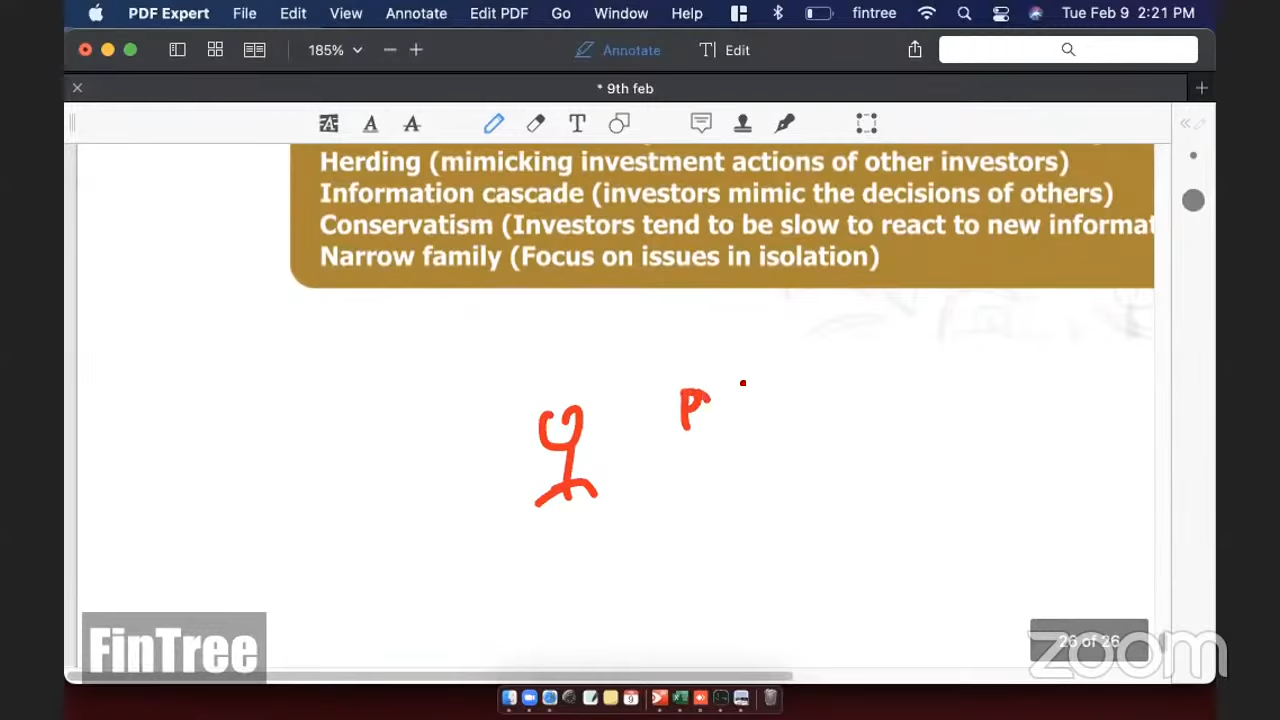 PDF Expert File Edit View Annotate Edit PDF Go Window Help fintree Tue Feb 9 2:21 PM
185% Annotate T Edit
* 9th feb
A A A T
Herding (mimicking investment actions of other investors)
Information cascade (investors mimic the decisions of others)
Conservatism (Investors tend to be slow to react to new informat
Narrow family (Focus on issues in isolation)
P
26 of 26
FinTree
zoom